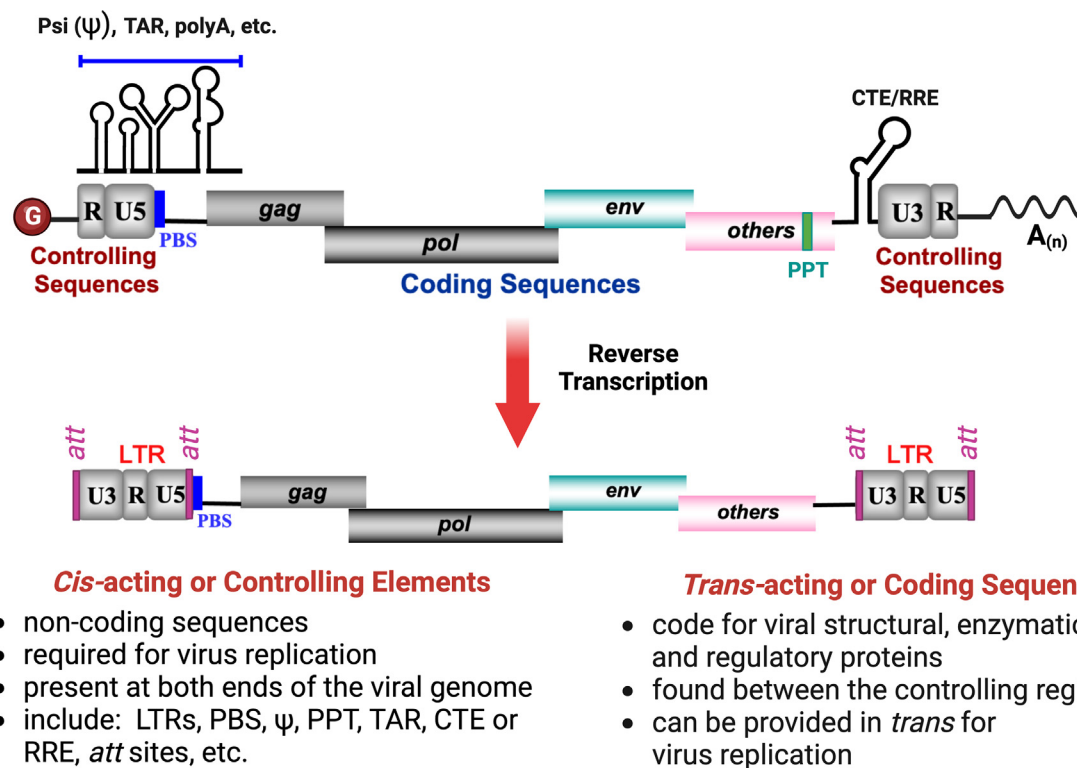 Psi (ψ), TAR, polyA, etc.
CTE/RRE
G
R U5
PBS
gag
pol
env
others
PPT
U3 R
A(n)
Controlling
Sequences
Coding Sequences
Controlling
Sequences
Reverse
Transcription
att
LTR
att
U3 R U5
PBS
gag
pol
env
others
att
LTR
att
U3 R U5
Cis-acting or Controlling Elements
• non-coding sequences
• required for virus replication
• present at both ends of the viral genome
• include: LTRs, PBS, ψ, PPT, TAR, CTE or
RRE, att sites, etc.
Trans-acting or Coding Sequen
• code for viral structural, enzymatic
and regulatory proteins
• found between the controlling reg
• can be provided in trans for
virus replication